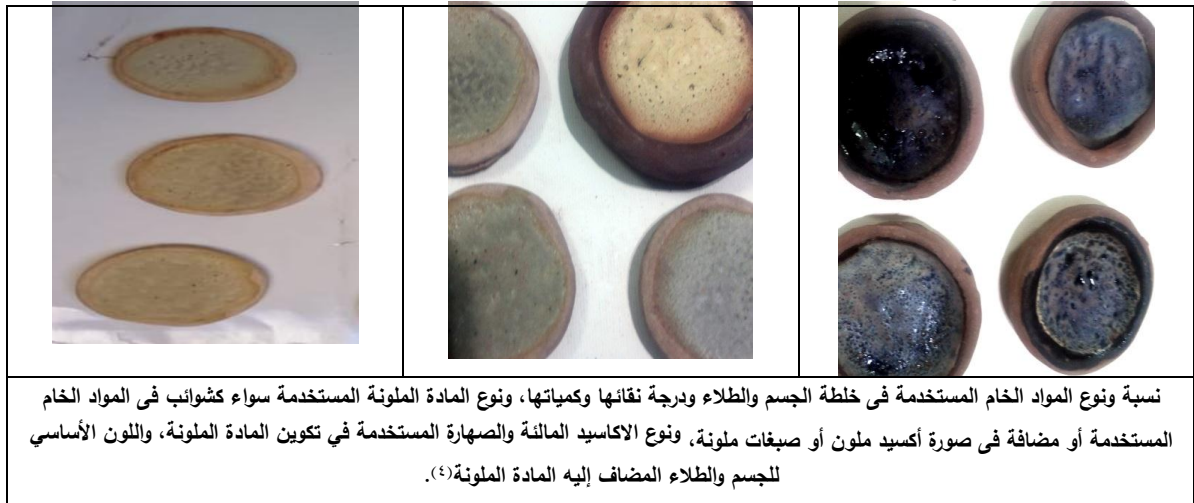 نسبة ونوع المواد الخام المستخدمة فى خلطة الجسم والطلاء ودرجة نقائها وكمياتها، ونوع المادة الملونة المستخدمة سواء كشوائب فى المواد الخام
المستخدمة أو مضافة فى صورة أكسيد ملون أو صبغات ملونة، ونوع الاكاسيد المالئة والصهارة المستخدمة في تكوين المادة الملونة، واللون الأساسي
للجسم والطلاء المضاف إليه المادة الملونة(٤).